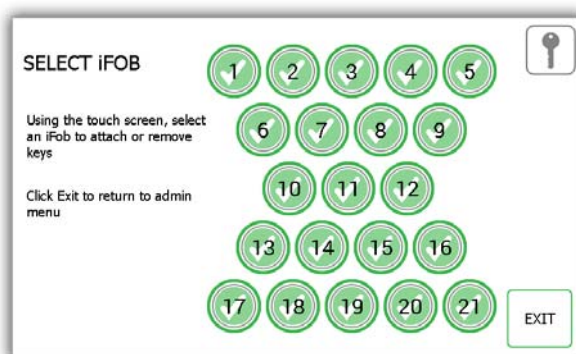 SELECT iFOB
Using the touch screen, select
an iFob to attach or remove
keys
Click Exit to return to admin
menu
1 2 3 4 5
6 7 8 9
10 11 12
13 14 15 16
17 18 19 20 21
EXIT